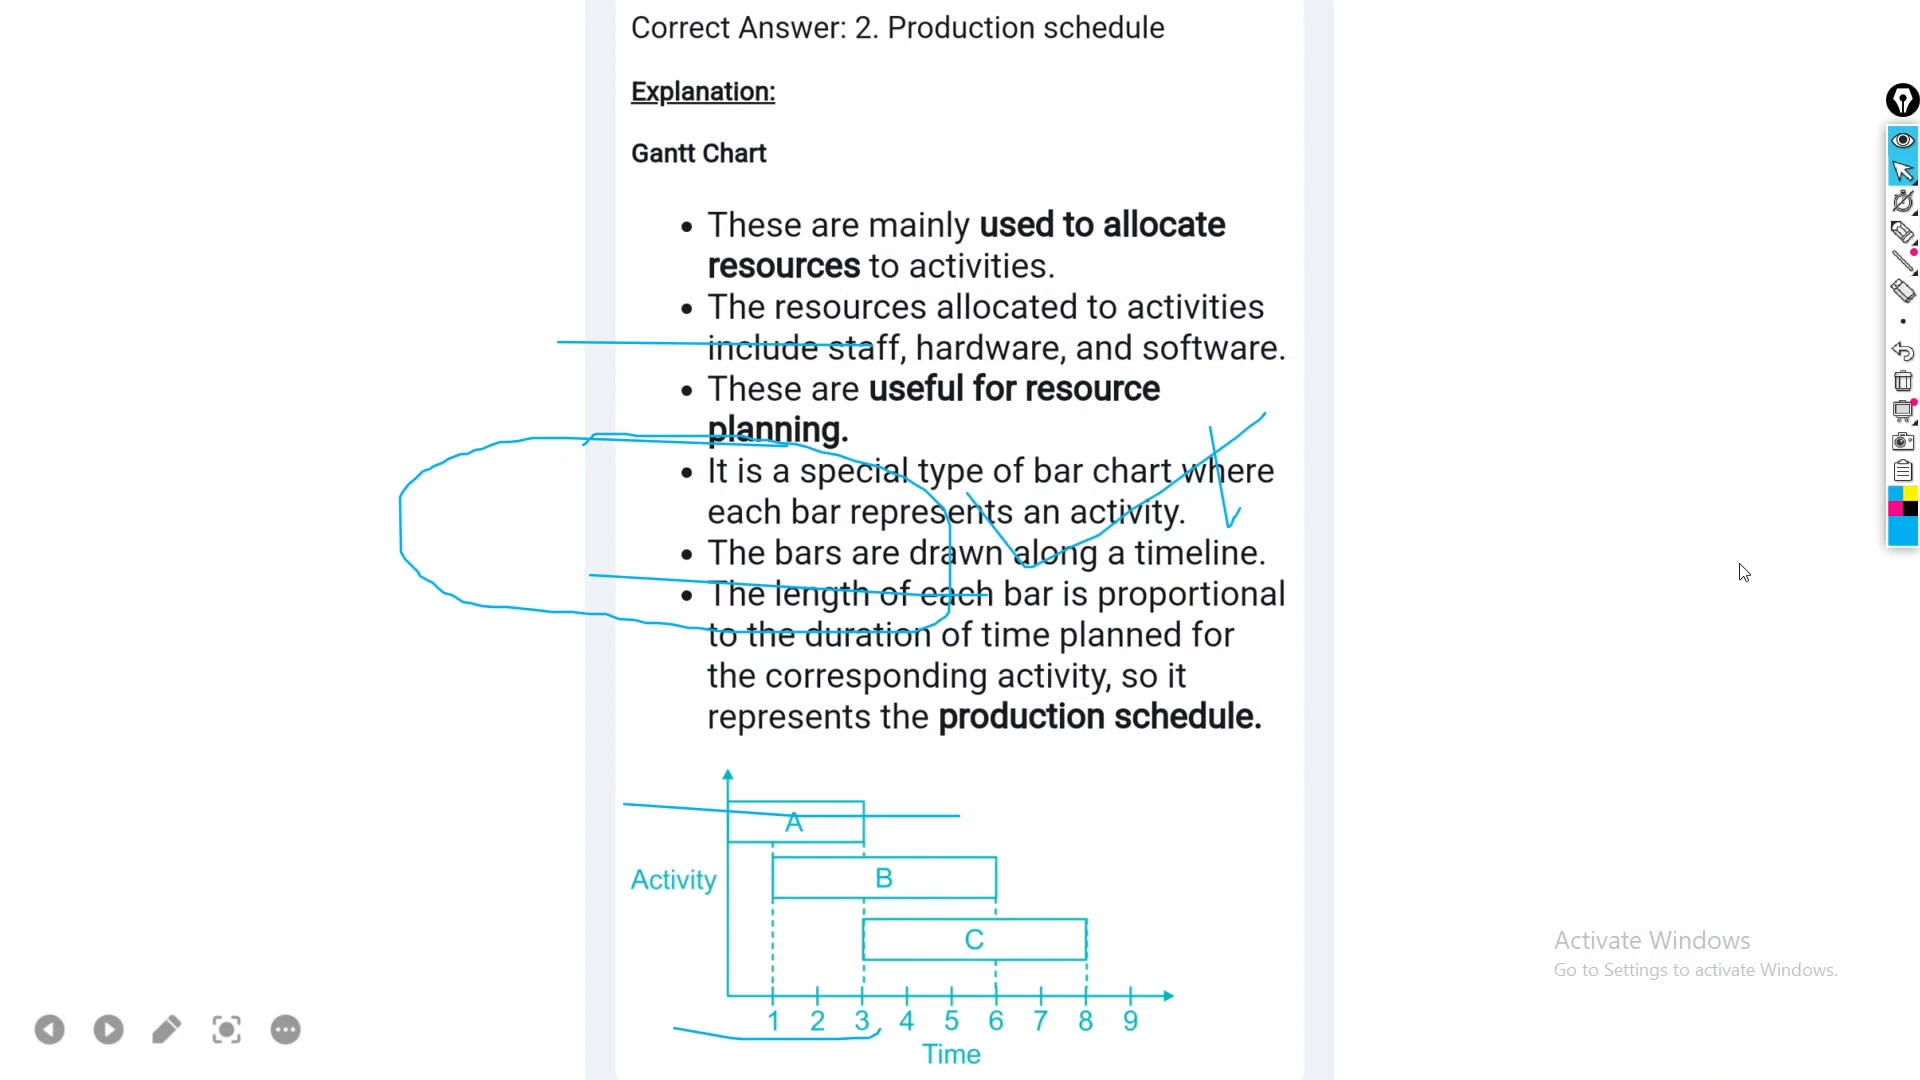 Correct Answer: 2. Production schedule
Explanation:
Gantt Chart
• These are mainly used to allocate
resources to activities.
• The resources allocated to activities
include staff, hardware, and software.
• These are useful for resource
planning.
• It is a special type of bar chart where
each bar represents an activity.
• The bars are drawn along a timeline.
• The length of each bar is proportional
to the duration of time planned for
the corresponding activity, so it
represents the production schedule.
A
Activity
B
C
1 2 3 4 5 6 7 8 9
Time
Activate Windows
Go to Settings to activate Windows.